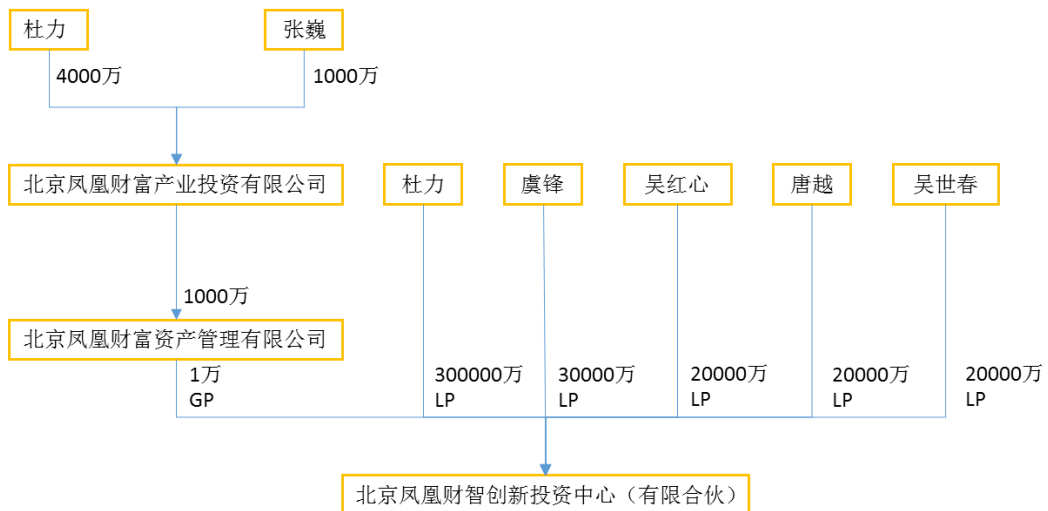 杜力
张巍
4000万
1000万
北京凤凰财富产业投资有限公司
杜力
虞锋
吴红心
唐越
吴世春
1000万
北京凤凰财富资产管理有限公司
1万
GP
300000万
LP
30000万
LP
20000万
LP
20000万
LP
20000万
LP
北京凤凰财智创新投资中心（有限合伙）